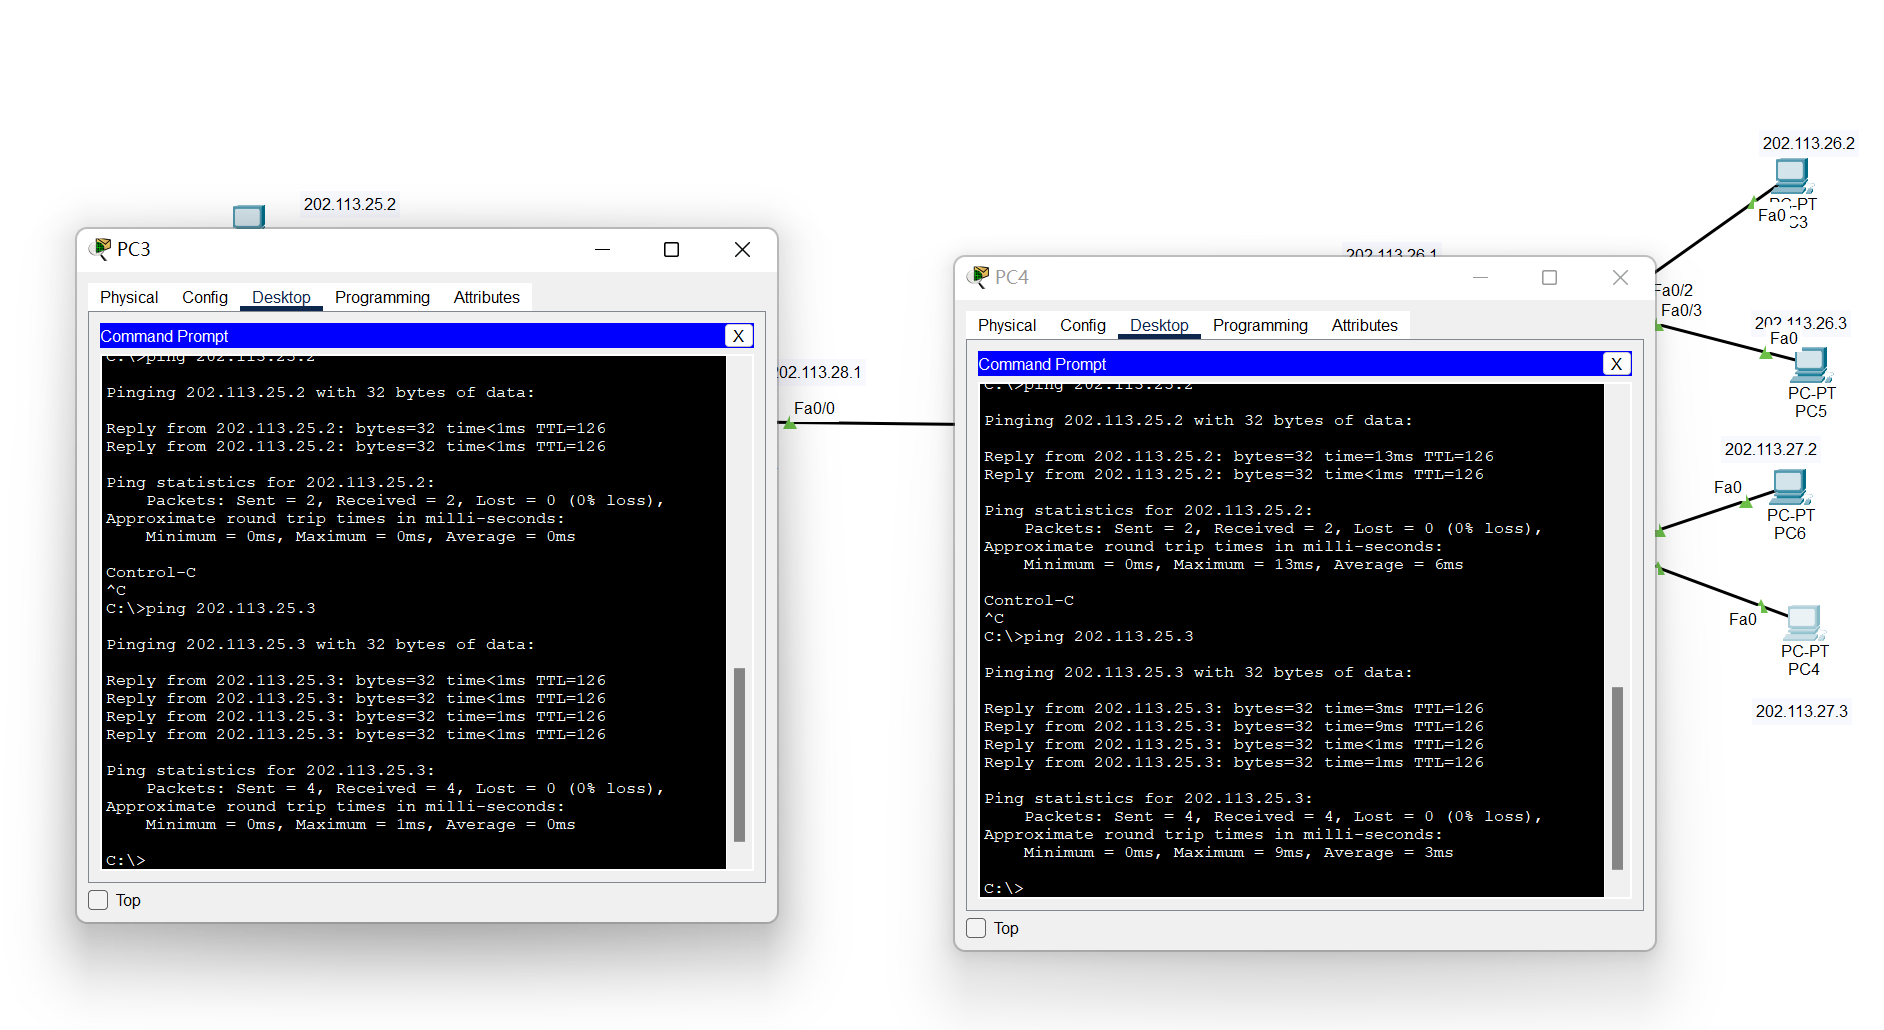 202.113.25.2
PC3
Physical Config Desktop Programming Attributes
Command Prompt
X
C:\>ping 202.113.25.2
Pinging 202.113.25.2 with 32 bytes of data:
Reply from 202.113.25.2: bytes=32 time<1ms TTL=126
Reply from 202.113.25.2: bytes=32 time<1ms TTL=126
Ping statistics for 202.113.25.2:
Packets: Sent = 2, Received = 2, Lost = 0 (0% loss),
Approximate round trip times in milli-seconds:
Minimum = 0ms, Maximum = 0ms, Average = 0ms
Control-C
^C
C:\>ping 202.113.25.3
Pinging 202.113.25.3 with 32 bytes of data:
Reply from 202.113.25.3: bytes=32 time<1ms TTL=126
Reply from 202.113.25.3: bytes=32 time<1ms TTL=126
Reply from 202.113.25.3: bytes=32 time=1ms TTL=126
Reply from 202.113.25.3: bytes=32 time<1ms TTL=126
Ping statistics for 202.113.25.3:
Packets: Sent = 4, Received = 4, Lost = 0 (0% loss),
Approximate round trip times in milli-seconds:
Minimum = 0ms, Maximum = 1ms, Average = 0ms
C:\>
Top
202.113.28.1
Fa0/0
202.113.26.1
PC4
Physical Config Desktop Programming Attributes
Command Prompt
X
C:\>ping 202.113.25.2
Pinging 202.113.25.2 with 32 bytes of data:
Reply from 202.113.25.2: bytes=32 time=13ms TTL=126
Reply from 202.113.25.2: bytes=32 time<1ms TTL=126
Ping statistics for 202.113.25.2:
Packets: Sent = 2, Received = 2, Lost = 0 (0% loss),
Approximate round trip times in milli-seconds:
Minimum = 0ms, Maximum = 13ms, Average = 6ms
Control-C
^C
C:\>ping 202.113.25.3
Pinging 202.113.25.3 with 32 bytes of data:
Reply from 202.113.25.3: bytes=32 time=3ms TTL=126
Reply from 202.113.25.3: bytes=32 time=9ms TTL=126
Reply from 202.113.25.3: bytes=32 time<1ms TTL=126
Reply from 202.113.25.3: bytes=32 time=1ms TTL=126
Ping statistics for 202.113.25.3:
Packets: Sent = 4, Received = 4, Lost = 0 (0% loss),
Approximate round trip times in milli-seconds:
Minimum = 0ms, Maximum = 9ms, Average = 3ms
C:\>
Top
202.113.26.2
PC-PT
Fa0
PC3
Fa0/2
Fa0/3
202.113.26.3
Fa0
PC-PT
PC5
202.113.27.2
Fa0
PC-PT
PC6
Fa0
PC-PT
PC4
202.113.27.3